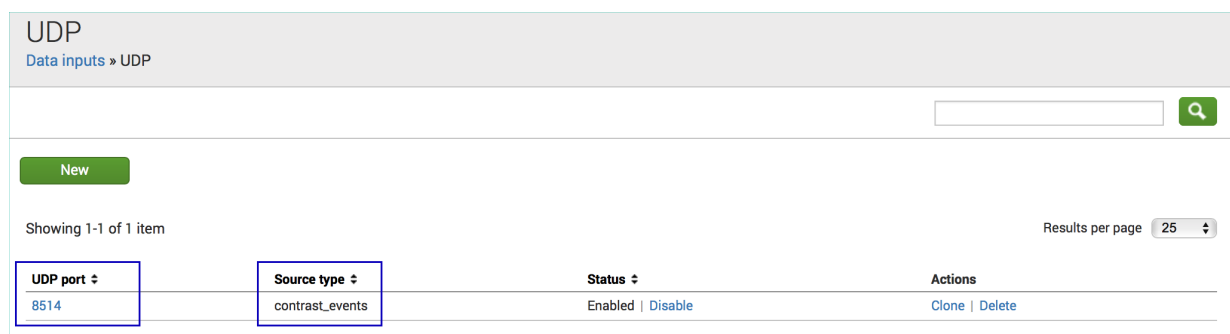 UDP
Data inputs » UDP
New
Showing 1-1 of 1 item
Results per page 25
UDP port Source type Status Actions
8514 contrast_events Enabled | Disable Clone | Delete